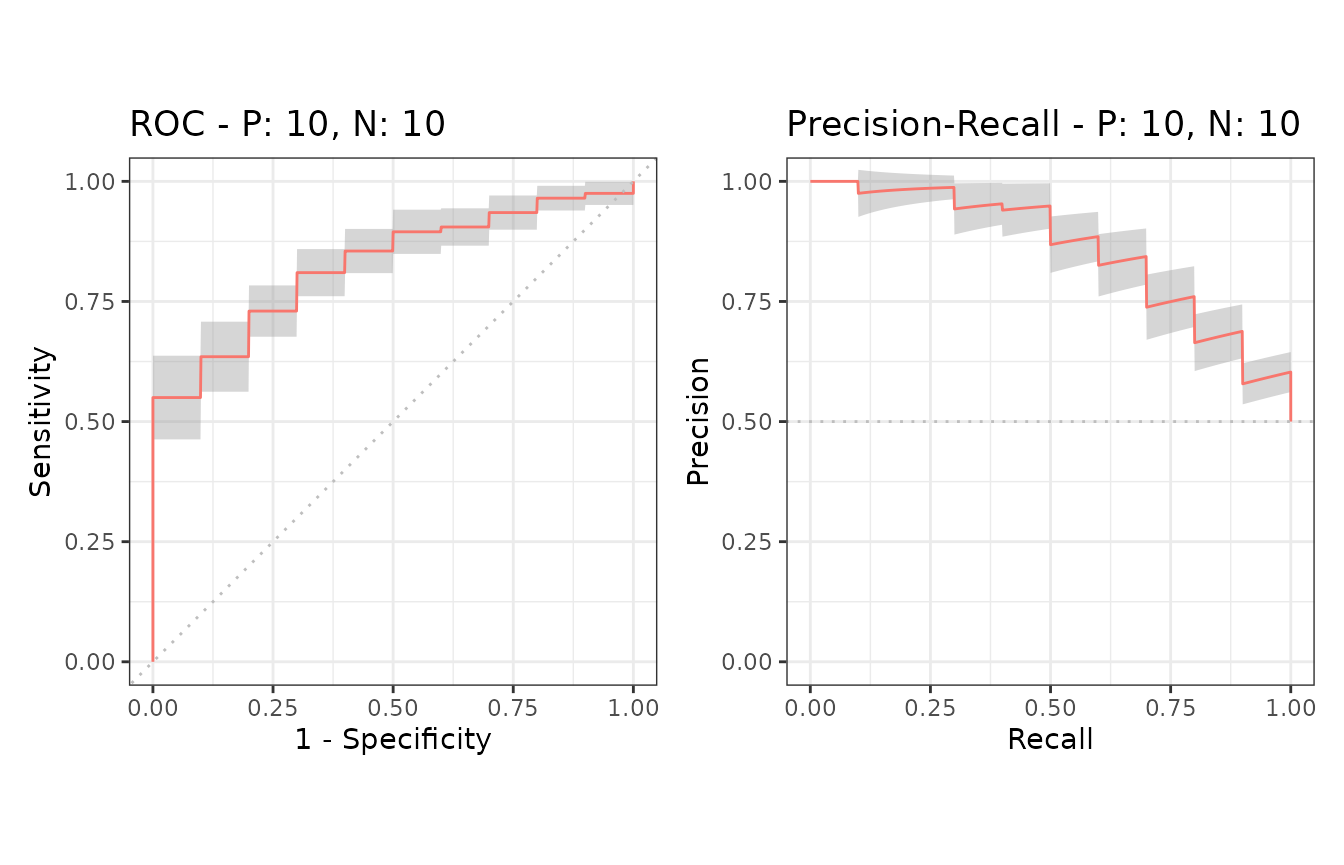 ROC - P: 10, N: 10
Sensitivity
1.00
0.75
0.50
0.25
0.00
0.00 0.25 0.50 0.75 1.00
1 - Specificity
Precision-Recall - P: 10, N: 10
Precision
1.00
0.75
0.50
0.25
0.00
0.00 0.25 0.50 0.75 1.00
Recall